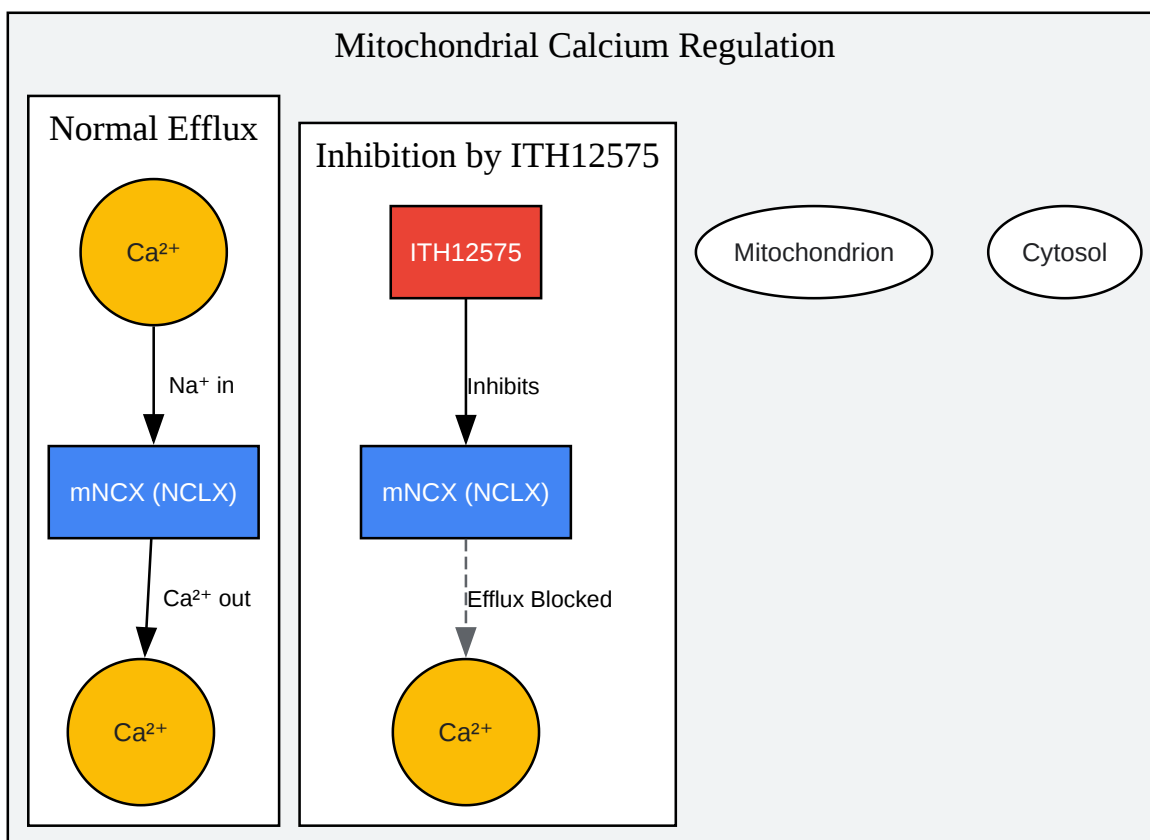 Mitochondrial Calcium Regulation
Normal Efflux
Ca²⁺
Na⁺ in
mNCX (NCLX)
Ca²⁺ out
Ca²⁺
Inhibition by ITH12575
ITH12575
Inhibits
mNCX (NCLX)
Efflux Blocked
Ca²⁺
Mitochondrion
Cytosol